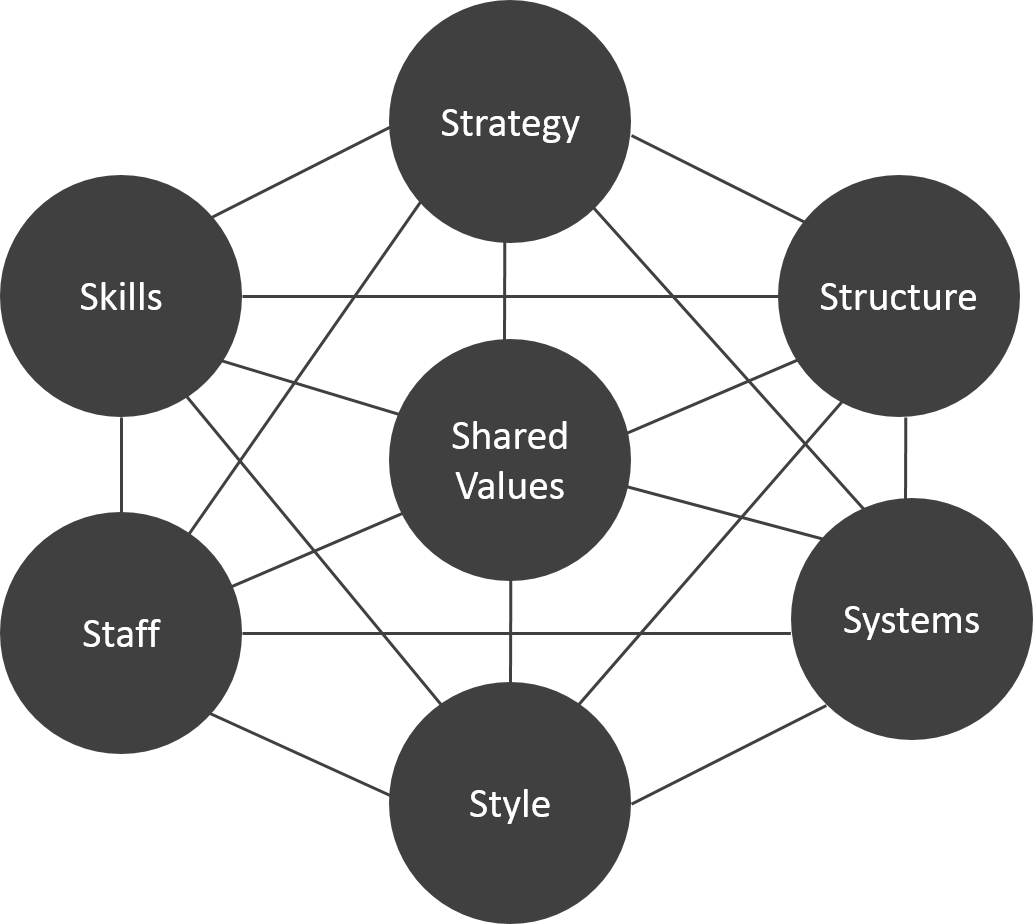 Strategy
Skills
Structure
Shared
Values
Staff
Systems
Style